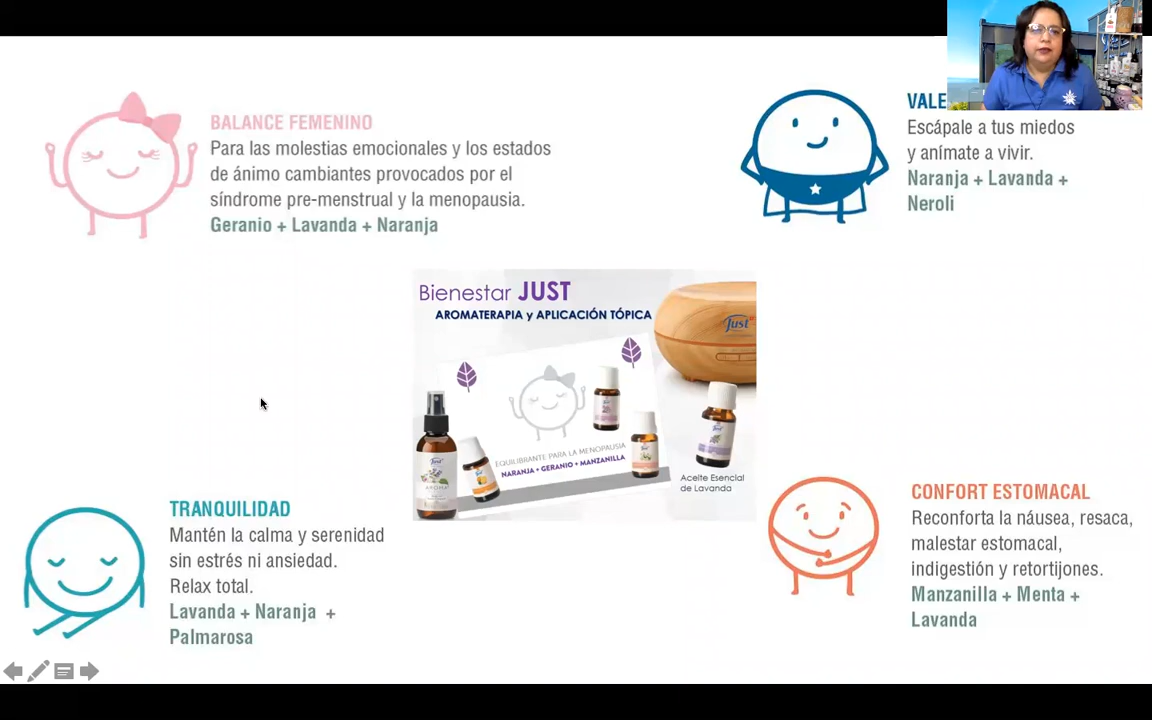 BALANCE FEMENINO
Para las molestias emocionales y los estados
de ánimo cambiantes provocados por el
síndrome pre-menstrual y la menopausia.
Geranio + Lavanda + Naranja
VALE
Escápale a tus miedos
y anímate a vivir.
Naranja + Lavanda +
Neroli
Bienestar JUST
AROMATERAPIA y APLICACIÓN TÓPICA
Just
EQUILIBRANTE PARA LA MENOPAUSIA
NARANJA + GERANIO + MANZANILLA
Aceite Esencial
de Lavanda
TRANQUILIDAD
Mantén la calma y serenidad
sin estrés ni ansiedad.
Relax total.
Lavanda + Naranja +
Palmarosa
CONFORT ESTOMACAL
Reconforta la náusea, resaca,
malestar estomacal,
indigestión y retortijones.
Manzanilla + Menta +
Lavanda